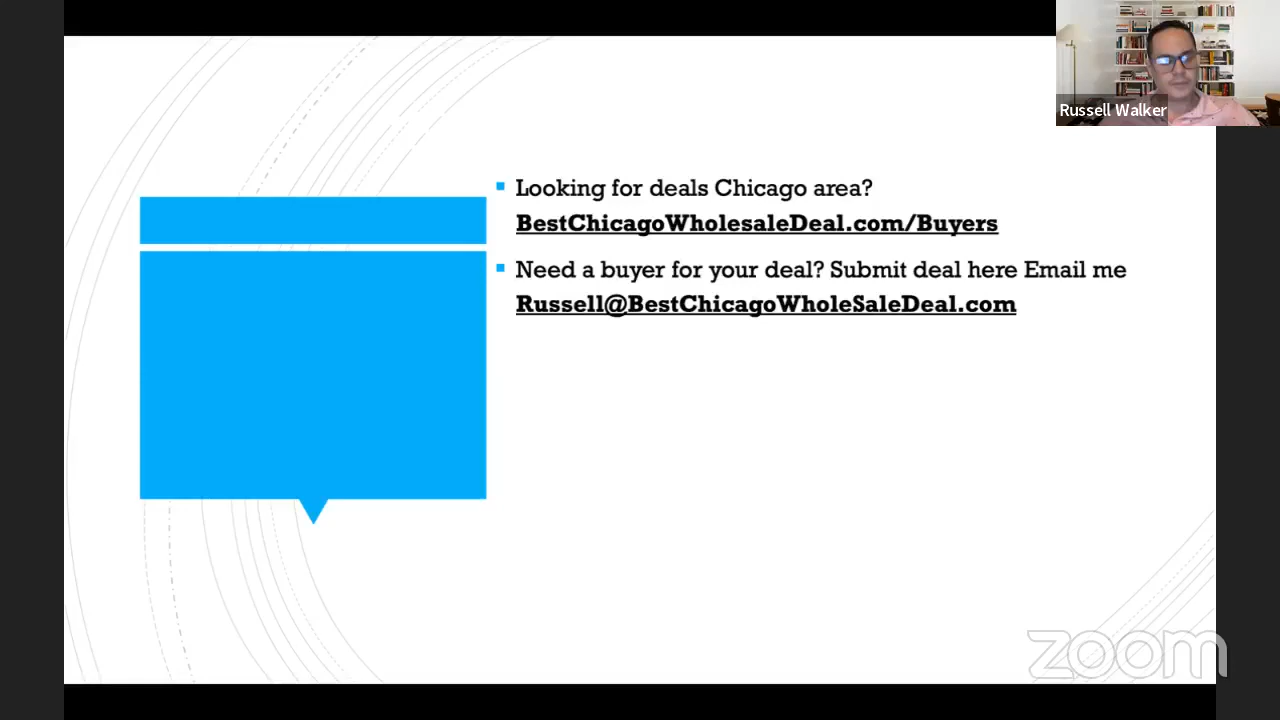 Russell Walker
Looking for deals Chicago area?
BestChicagoWholesaleDeal.com/Buyers
Need a buyer for your deal? Submit deal here Email me
Russell@BestChicagoWholeSaleDeal.com
zoom